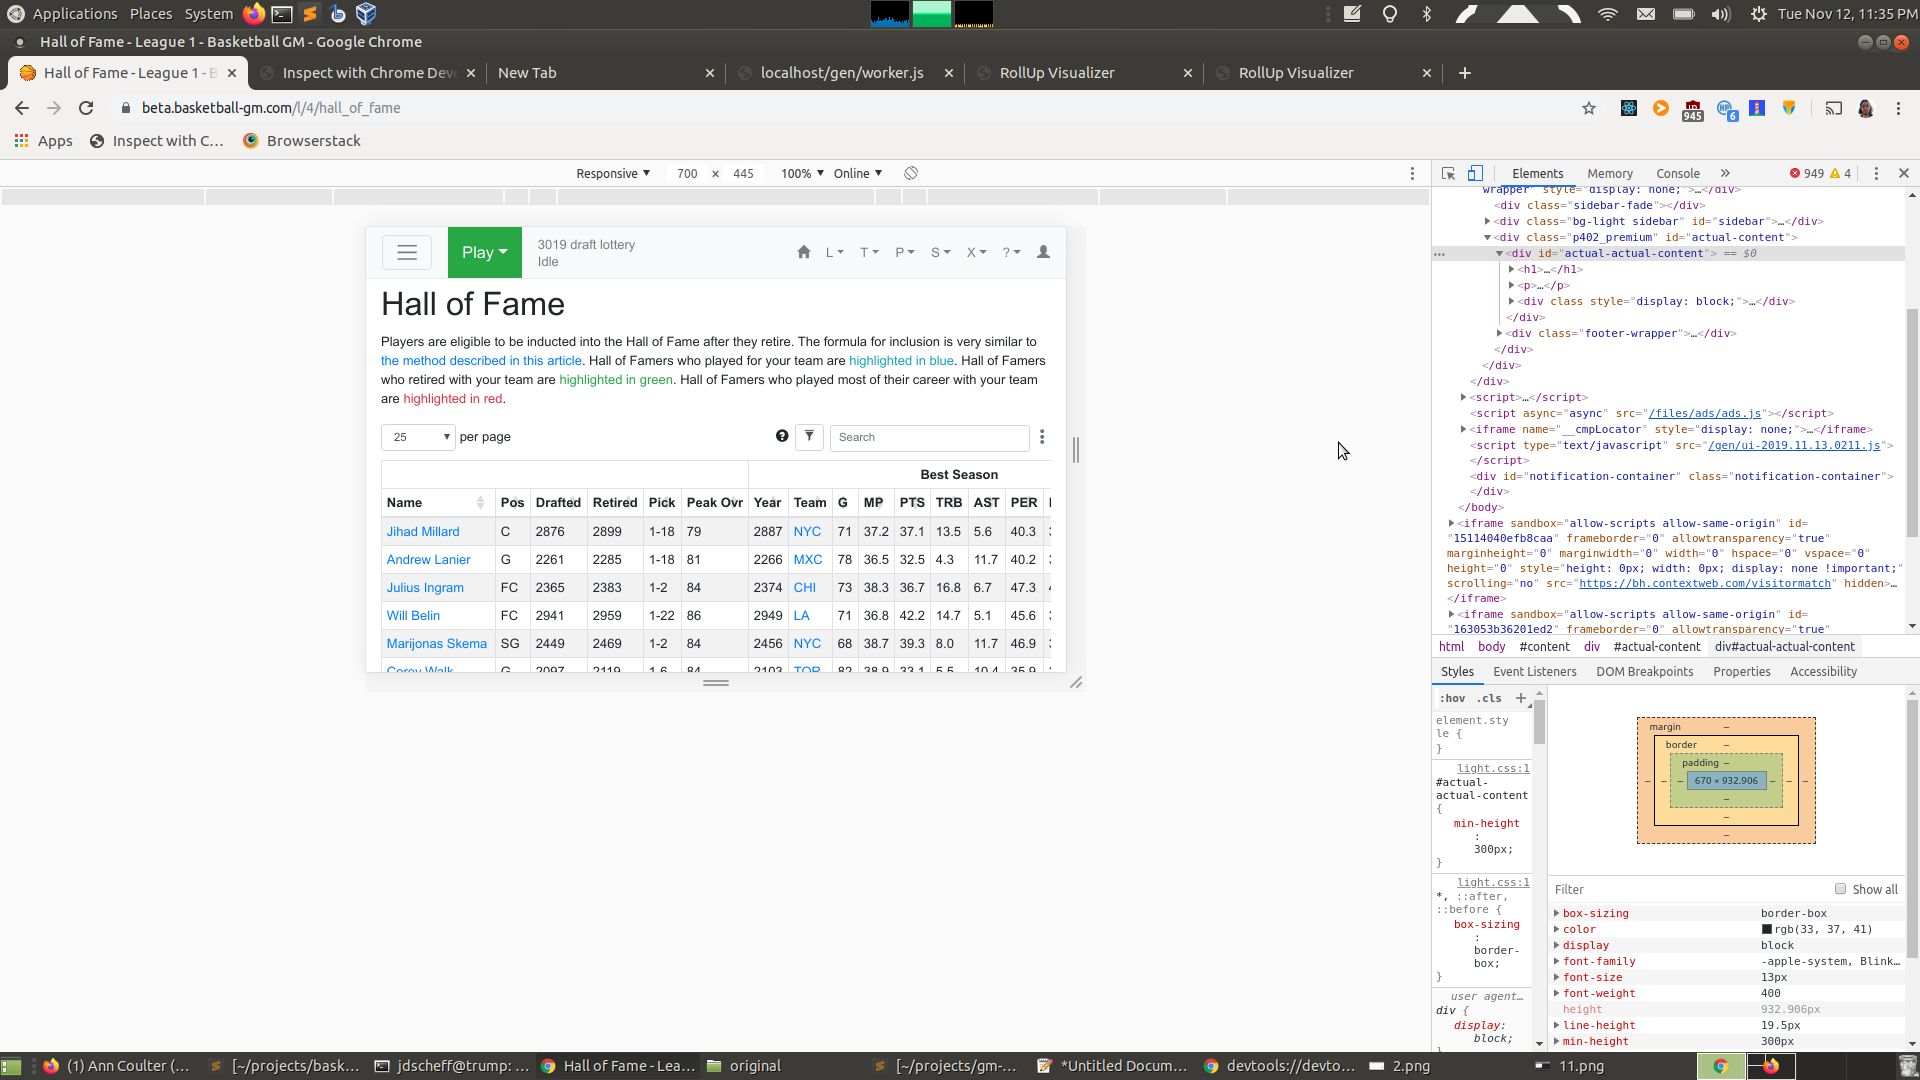 Applications Places System
Tue Nov 12, 11:35 PM
Hall of Fame - League 1 - Basketball GM - Google Chrome
Hall of Fame - League 1 - B
Inspect with Chrome Dev
New Tab
localhost/gen/worker.js
RollUp Visualizer
RollUp Visualizer
beta.basketball-gm.com/l/4/hall_of_fame
945
6
Apps Inspect with C... Browserstack
Responsive 700 × 445 100% Online
Elements Memory Console » 949 4
Play
3019 draft lottery
Idle
L T P S X ?
Hall of Fame
Players are eligible to be inducted into the Hall of Fame after they retire. The formula for inclusion is very similar to
the method described in this article. Hall of Famers who played for your team are highlighted in blue. Hall of Famers
who retired with your team are highlighted in green. Hall of Famers who played most of their career with your team
are highlighted in red.
25 per page
Search
Best Season
Name Pos Drafted Retired Pick Peak Ovr Year Team G MP PTS TRB AST PER
Jihad Millard C 2876 2899 1-18 79 2887 NYC 71 37.2 37.1 13.5 5.6 40.3
Andrew Lanier G 2261 2285 1-18 81 2266 MXC 78 36.5 32.5 4.3 11.7 40.2
Julius Ingram FC 2365 2383 1-2 84 2374 CHI 73 38.3 36.7 16.8 6.7 47.3
Will Belin FC 2941 2959 1-22 86 2949 LA 71 36.8 42.2 14.7 5.1 45.6
Marijonas Skema SG 2449 2469 1-2 84 2456 NYC 68 38.7 39.3 8.0 11.7 46.9
Corey Walk G 2097 2119 1-6 84 2103 TOR 82 38.9 33.1 5.5 10.4 35.9
wrapper" style="display: none;">…</div>
<div class="sidebar-fade"></div>
<div class="bg-light sidebar" id="sidebar">…</div>
<div class="p402_premium" id="actual-content">
<div id="actual-actual-content"> == $0
<h1>…</h1>
<p>…</p>
<div class style="display: block;">…</div>
</div>
<div class="footer-wrapper">…</div>
</div>
</div>
</div>
<script>…</script>
<script async="async" src="/files/ads/ads.js"></script>
<iframe name="__cmpLocator" style="display: none;">…</iframe>
<script type="text/javascript" src="/gen/ui-2019.11.13.0211.js">
</script>
<div id="notification-container" class="notification-container">
</div>
</body>
<iframe sandbox="allow-scripts allow-same-origin" id=
"15114040efb8caa" frameborder="0" allowtransparency="true"
marginheight="0" marginwidth="0" width="0" hspace="0" vspace="0"
height="0" style="height: 0px; width: 0px; display: none !important;"
scrolling="no" src="https://bh.contextweb.com/visitormatch" hidden>…
</iframe>
<iframe sandbox="allow-scripts allow-same-origin" id=
"163053b36201ed2" frameborder="0" allowtransparency="true"
html body #content div #actual-content div#actual-actual-content
Styles Event Listeners DOM Breakpoints Properties Accessibility
:hov .cls +
element.sty
le {
}
light.css:1
#actual-
actual-content
{
min-height
:
300px;
}
light.css:1
*, ::after,
::before {
box-sizing
:
border-
box;
}
user agent…
div {
display:
block;
margin –
border –
padding –
670 × 932.906
Filter Show all
box-sizing border-box
color rgb(33, 37, 41)
display block
font-family -apple-system, Blink…
font-size 13px
font-weight 400
height 932.906px
line-height 19.5px
min-height 300px
(1) Ann Coulter (...
[~/projects/bask...
jdscheff@trump: ...
Hall of Fame - Lea...
original
[~/projects/gm-...
*Untitled Docum...
devtools://devto...
2.png
11.png